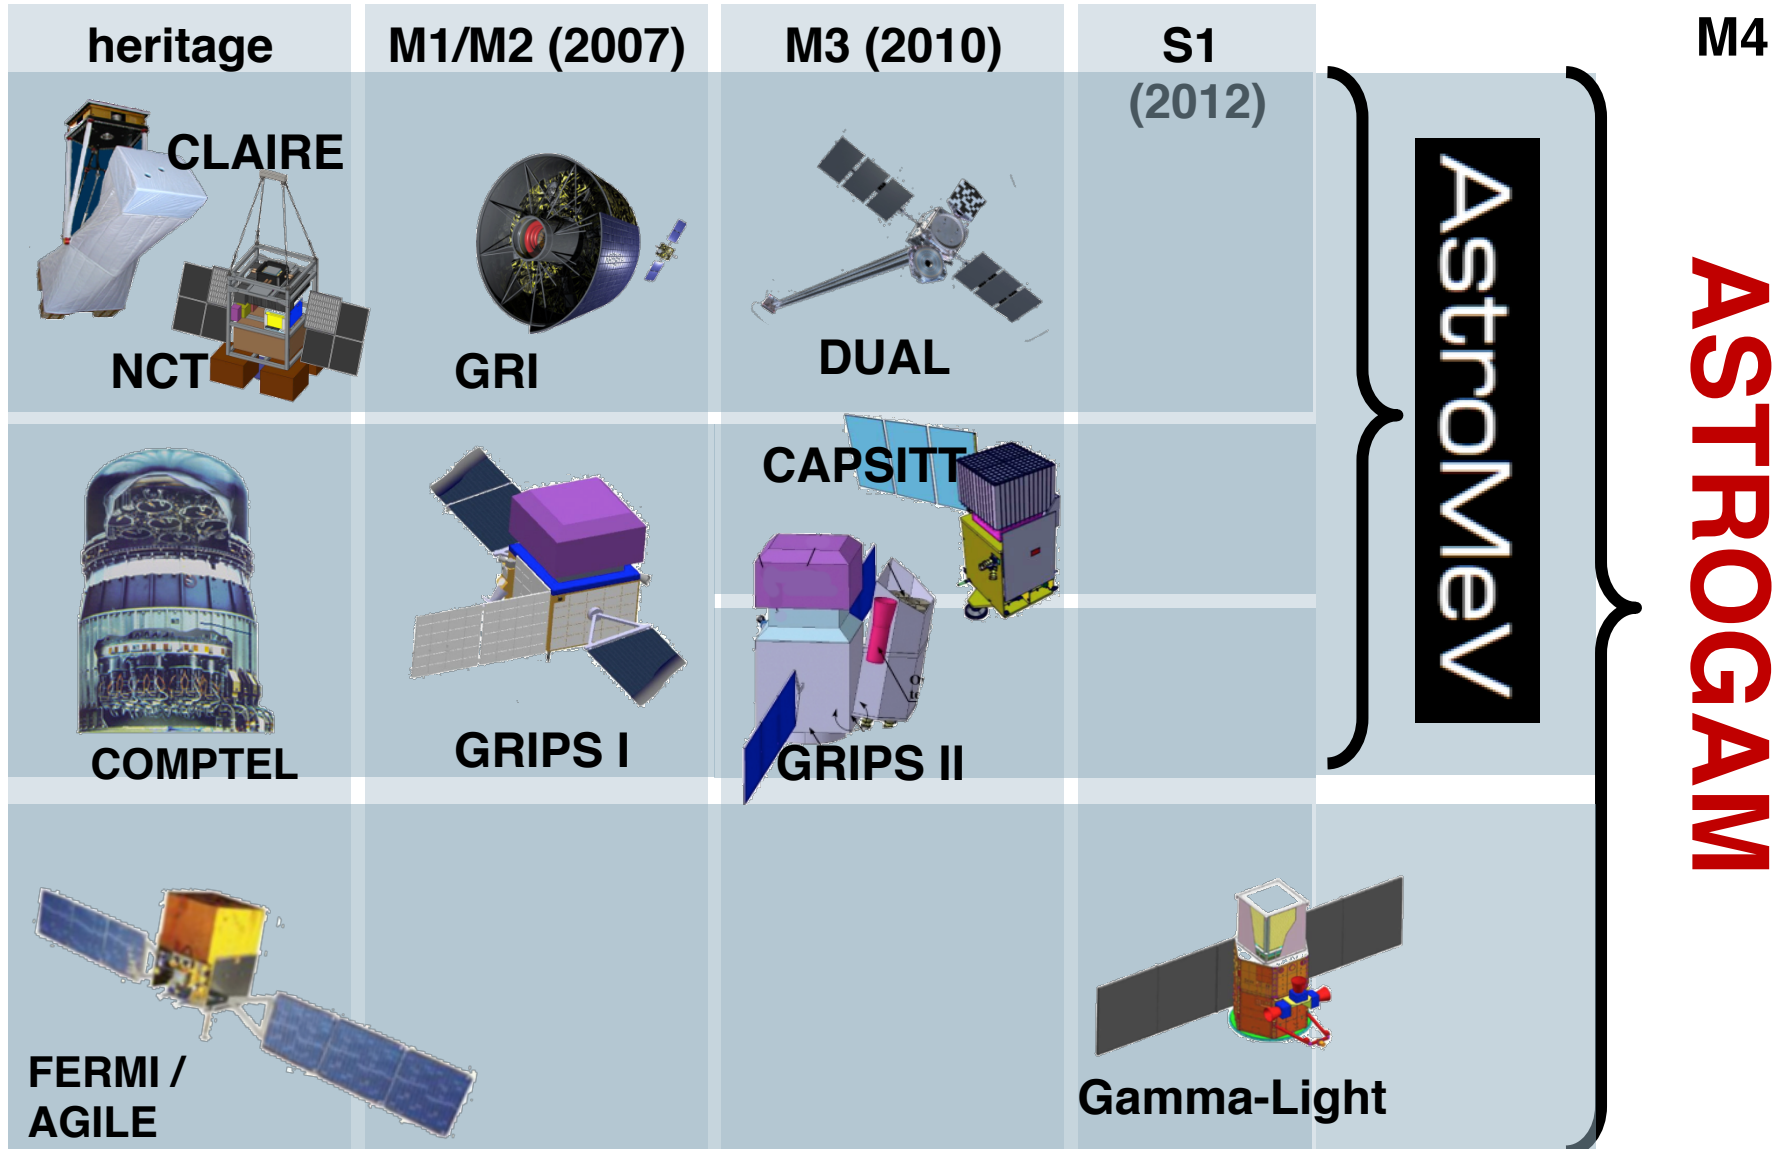 heritage
M1/M2 (2007)
M3 (2010)
S1
(2012)
M4
CLAIRE
NCT
GRI
DUAL
CAPSITT
COMPTEL
GRIPS I
GRIPS II
AstroMeV
ASTROGAM
FERMI /
AGILE
Gamma-Light